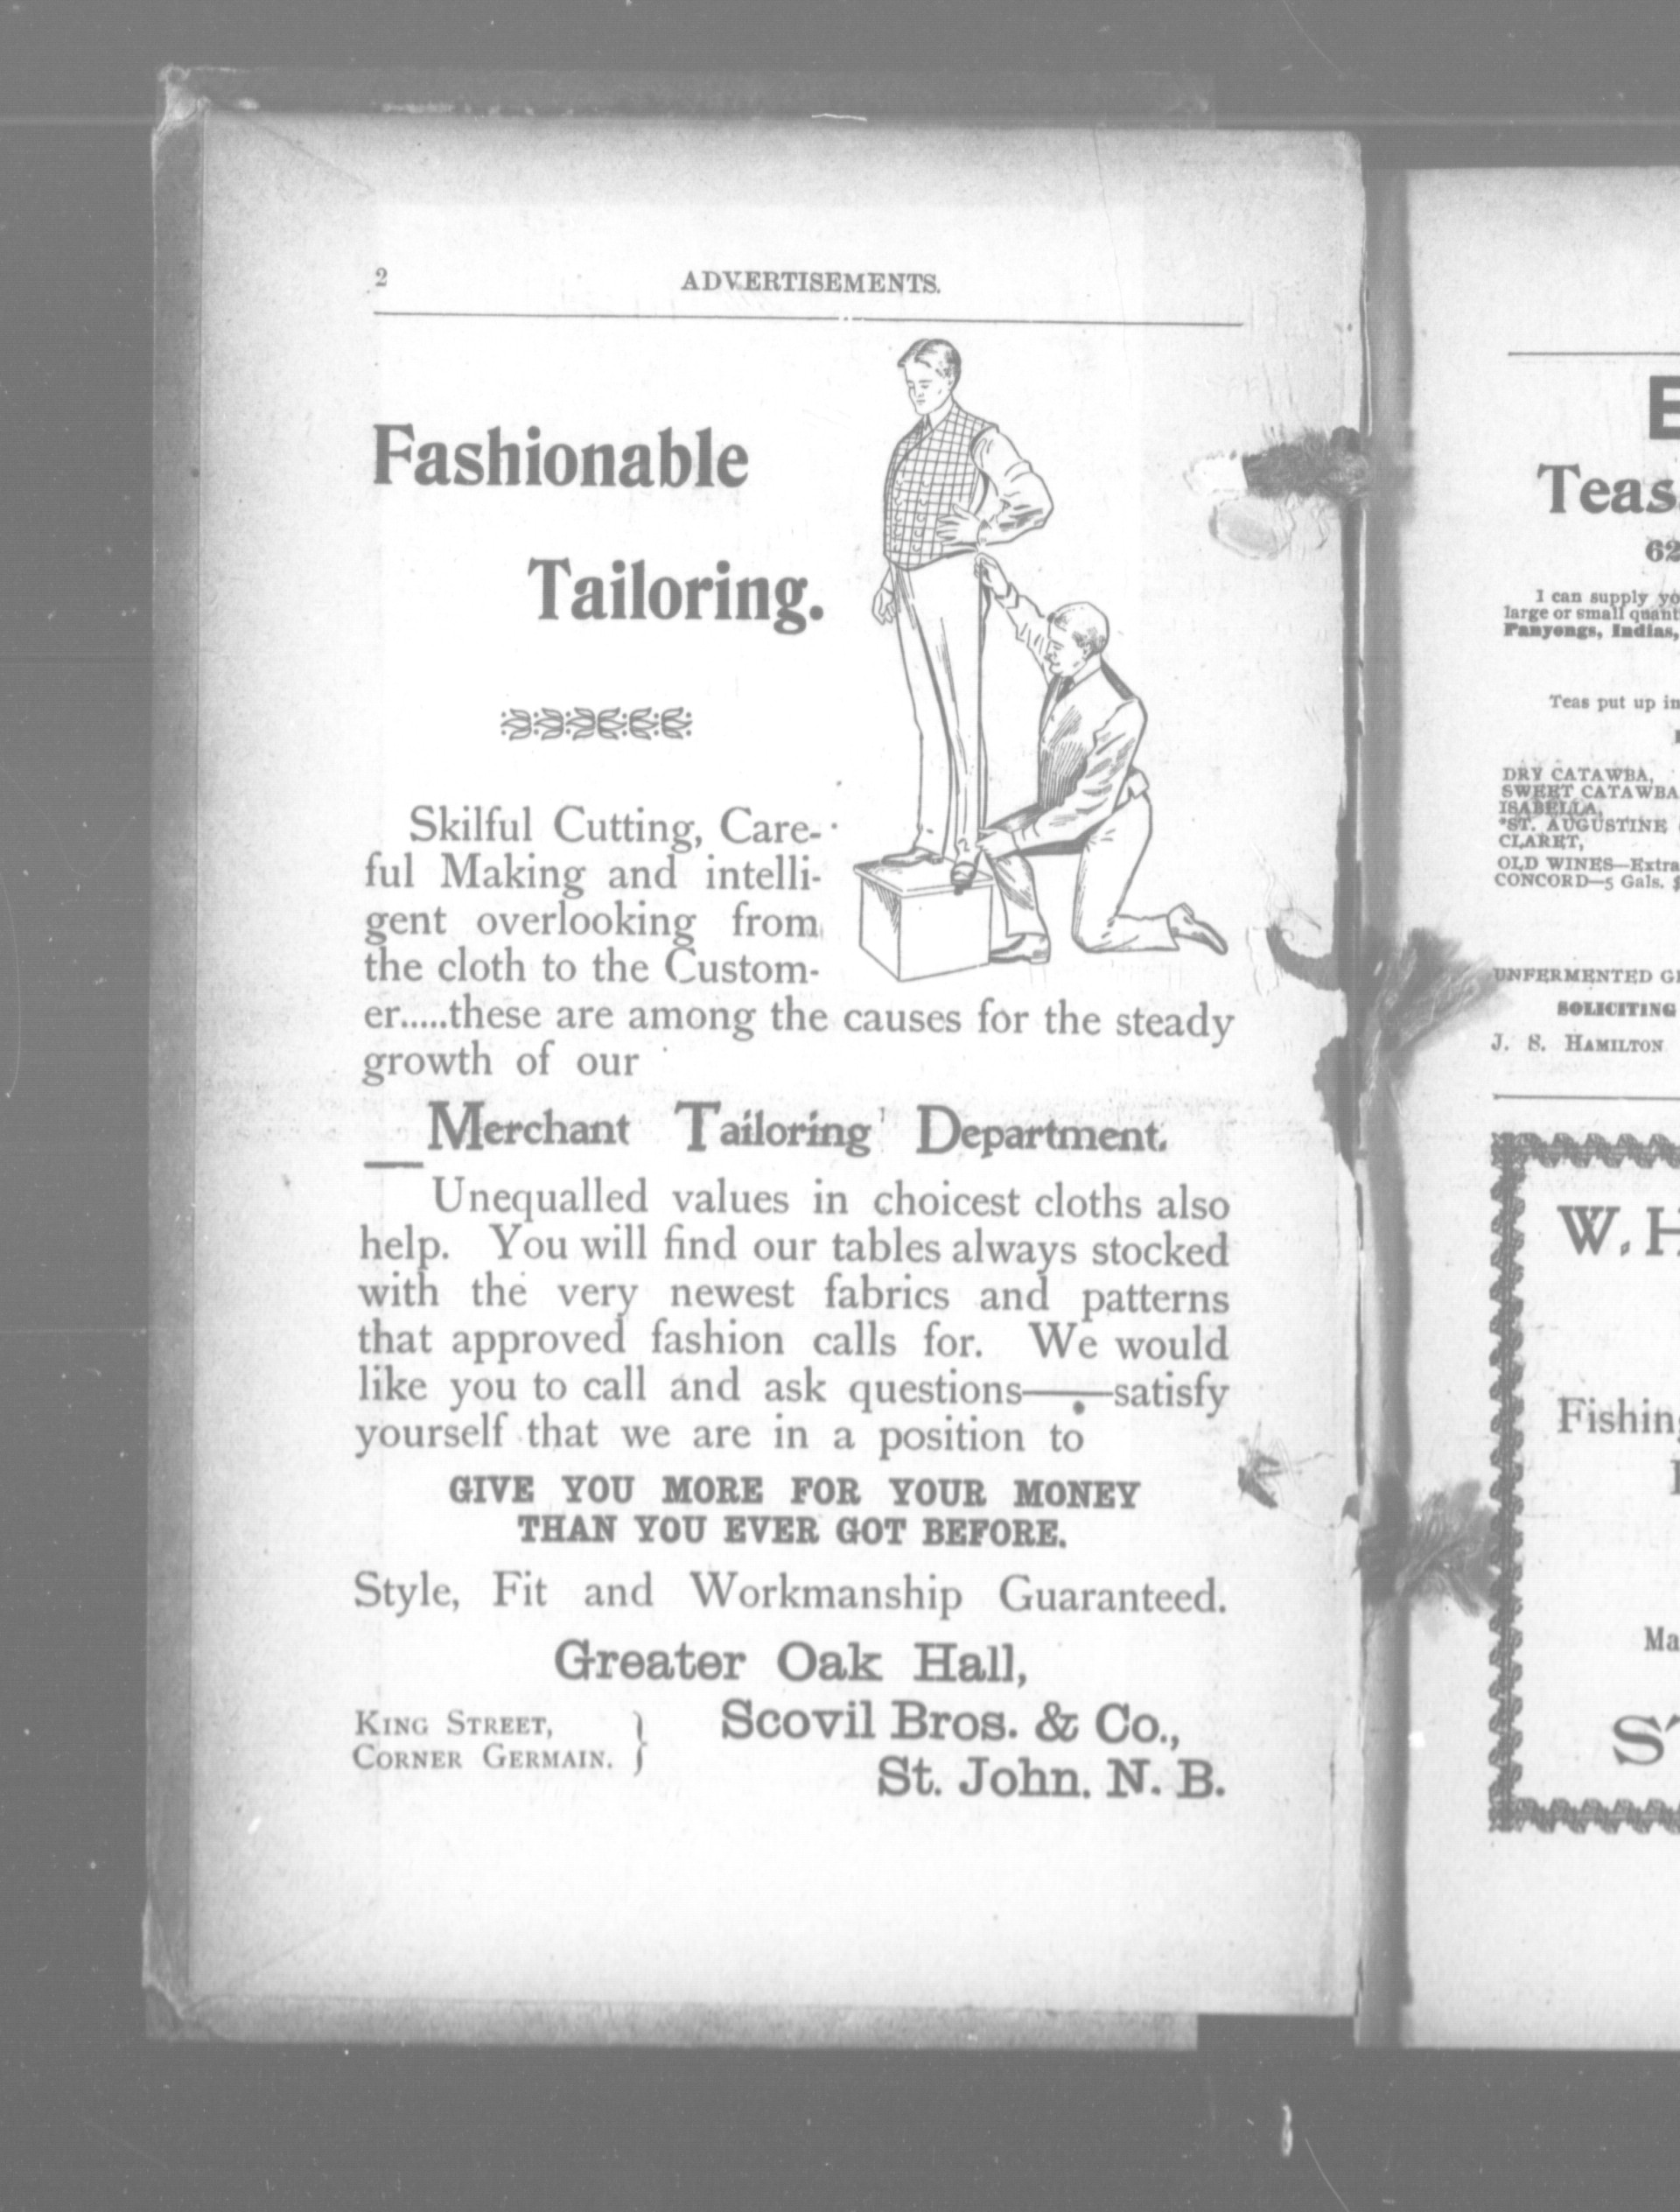 2 ADVERTISEMENTS.
Fashionable
Tailoring.
Skilful Cutting, Care-
ful Making and intelli-
gent overlooking from
the cloth to the Custom-
er.....these are among the causes for the steady
growth of our
Merchant Tailoring Department.
Unequalled values in choicest cloths also
help. You will find our tables always stocked
with the very newest fabrics and patterns
that approved fashion calls for. We would
like you to call and ask questions——satisfy
yourself that we are in a position to
GIVE YOU MORE FOR YOUR MONEY
THAN YOU EVER GOT BEFORE.
Style, Fit and Workmanship Guaranteed.
Greater Oak Hall,
KING STREET,
CORNER GERMAIN. }
Scovil Bros. & Co.,
St. John, N. B.
E
Teas
62
I can supply yo
large or small quant
Panyongs, Indias,
Teas put up in
DRY CATAWBA,
SWEET CATAWBA
ISABELLA,
*ST. AUGUSTINE
CLARET,
OLD WINES—Extra
CONCORD—5 Gals. $
UNFERMENTED G
SOLICITING
J. S. HAMILTON
W. H
Fishing
Ma
S